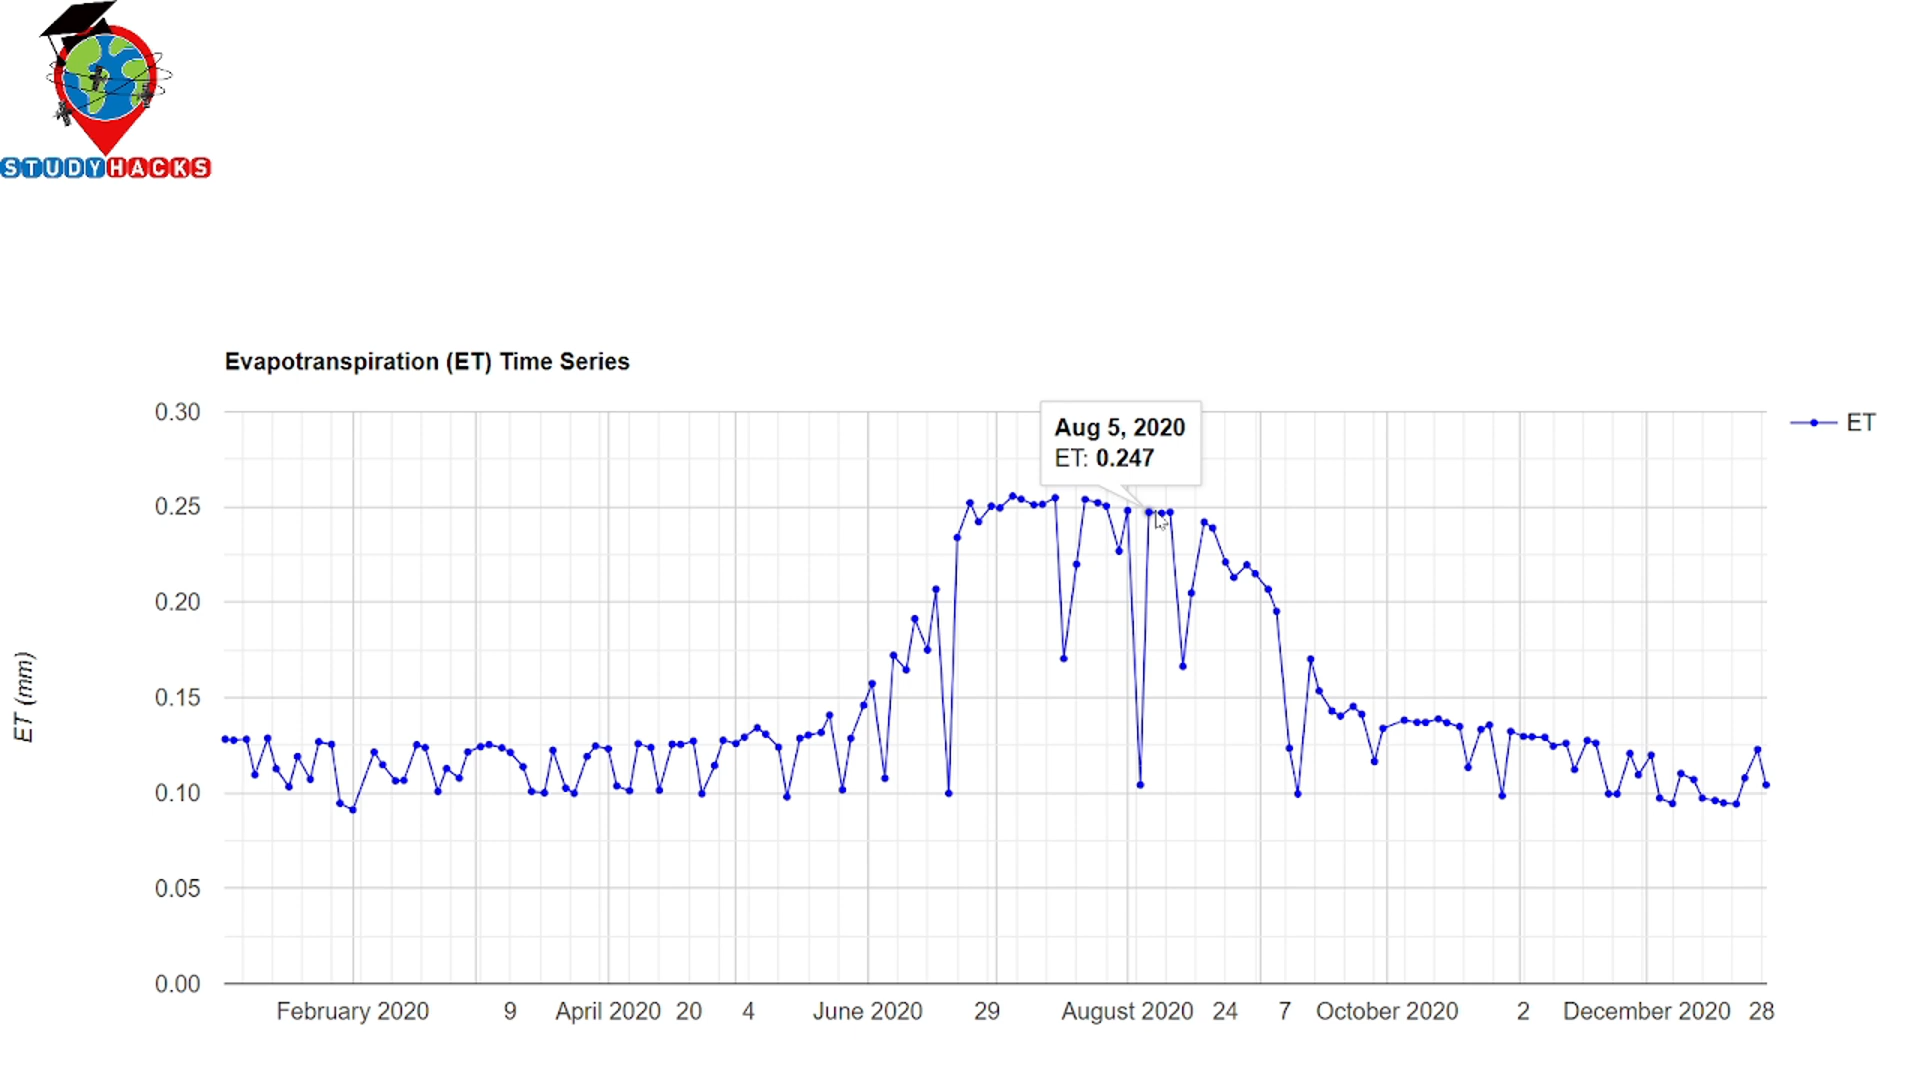 STUDYHACKS
Evapotranspiration (ET) Time Series
0.30
0.25
0.20
0.15
0.10
0.05
0.00
ET (mm)
Aug 5, 2020
ET: 0.247
ET
February 2020 9 April 2020 20 4 June 2020 29 August 2020 24 7 October 2020 2 December 2020 28